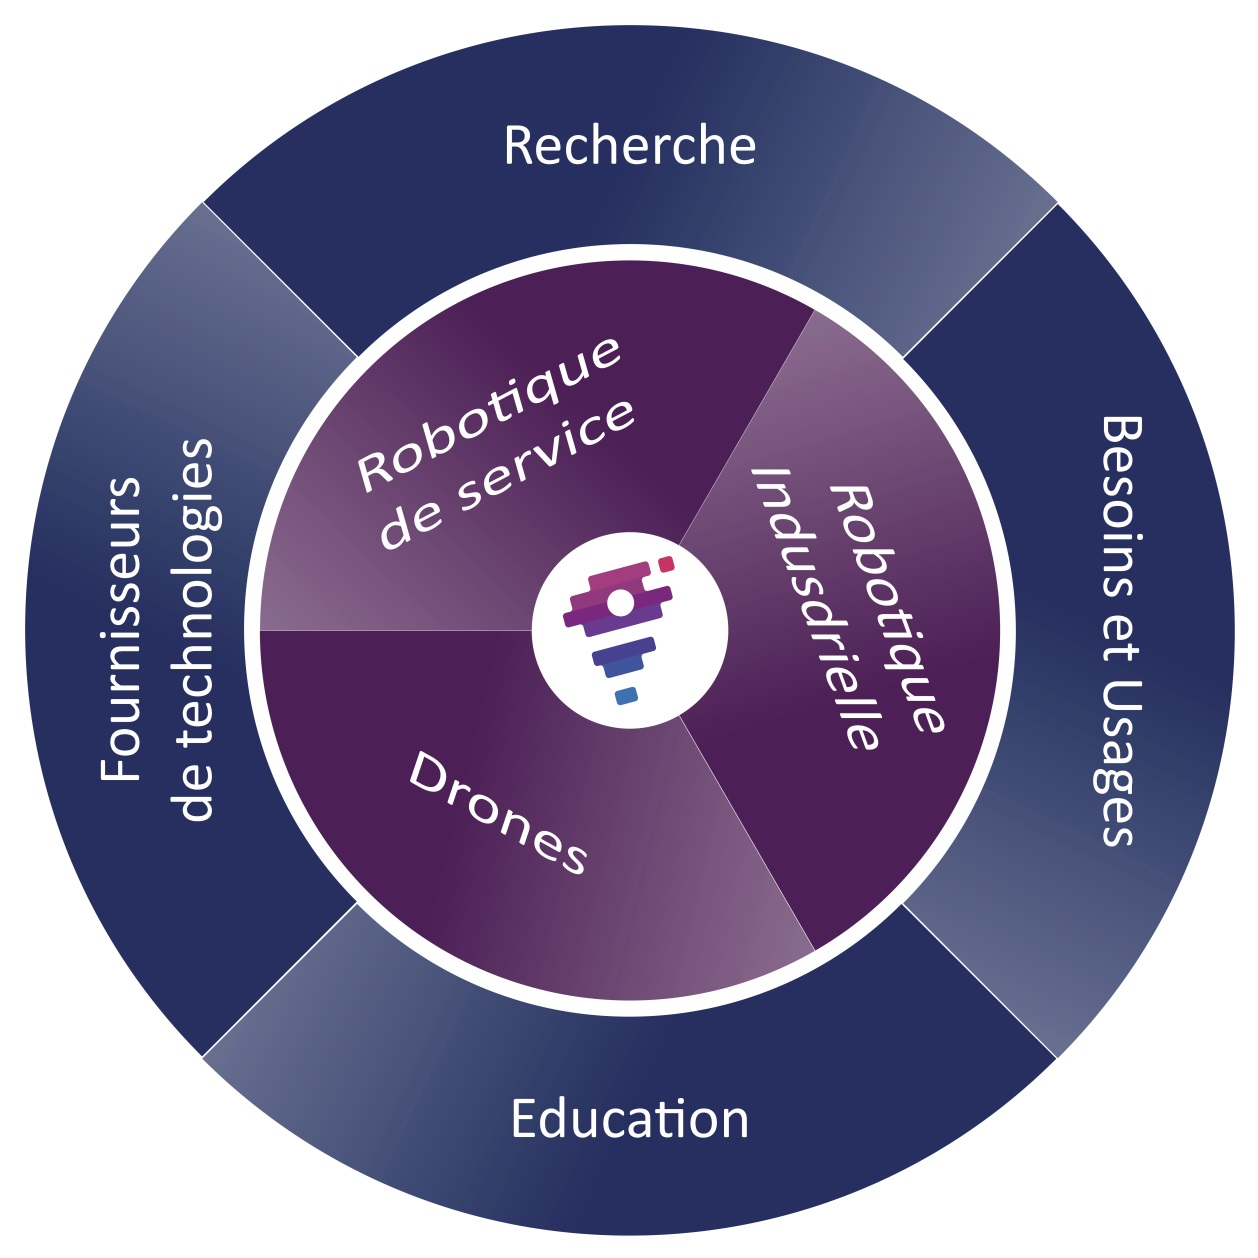 Recherche
Robotique
de service
Robotique
Indusdrielle
Drones
Fournisseurs
de technologies
Besoins et Usages
Education